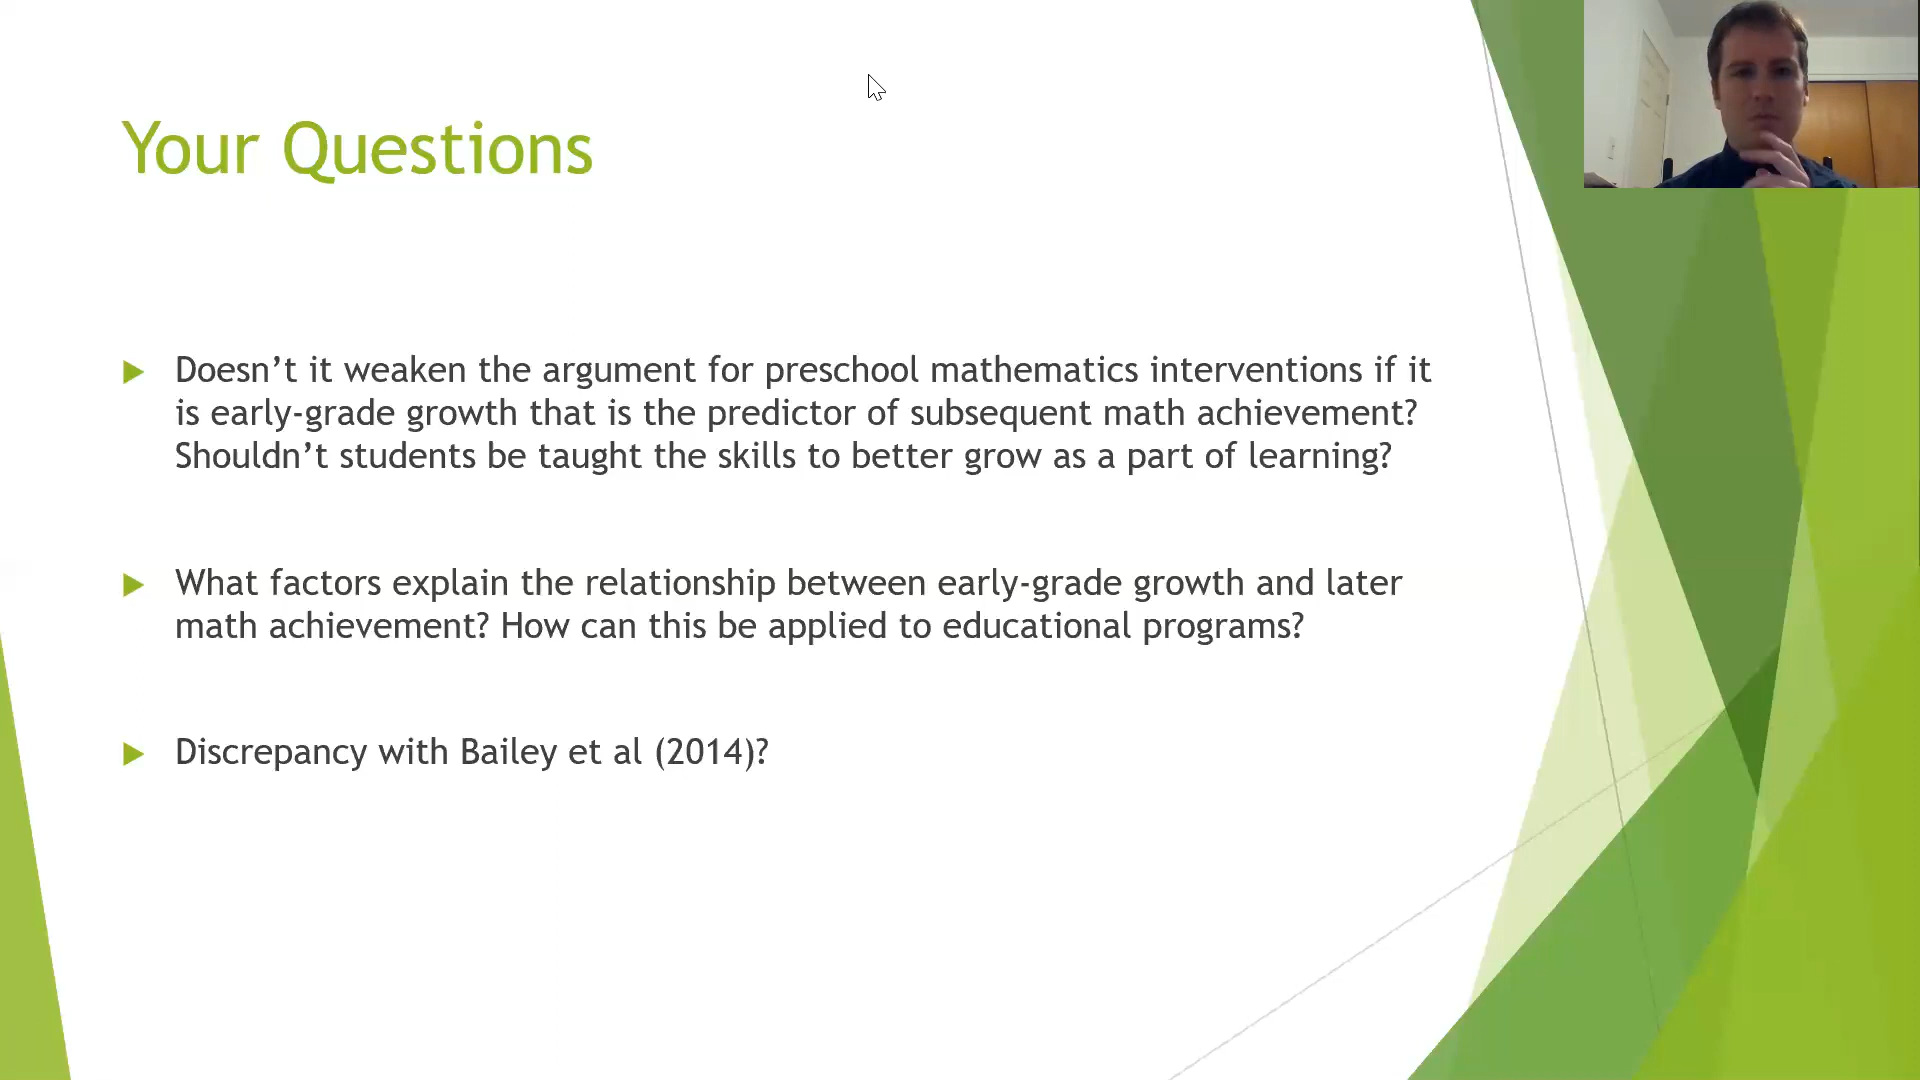 Your Questions
Doesn’t it weaken the argument for preschool mathematics interventions if it
is early-grade growth that is the predictor of subsequent math achievement?
Shouldn’t students be taught the skills to better grow as a part of learning?
What factors explain the relationship between early-grade growth and later
math achievement? How can this be applied to educational programs?
Discrepancy with Bailey et al (2014)?